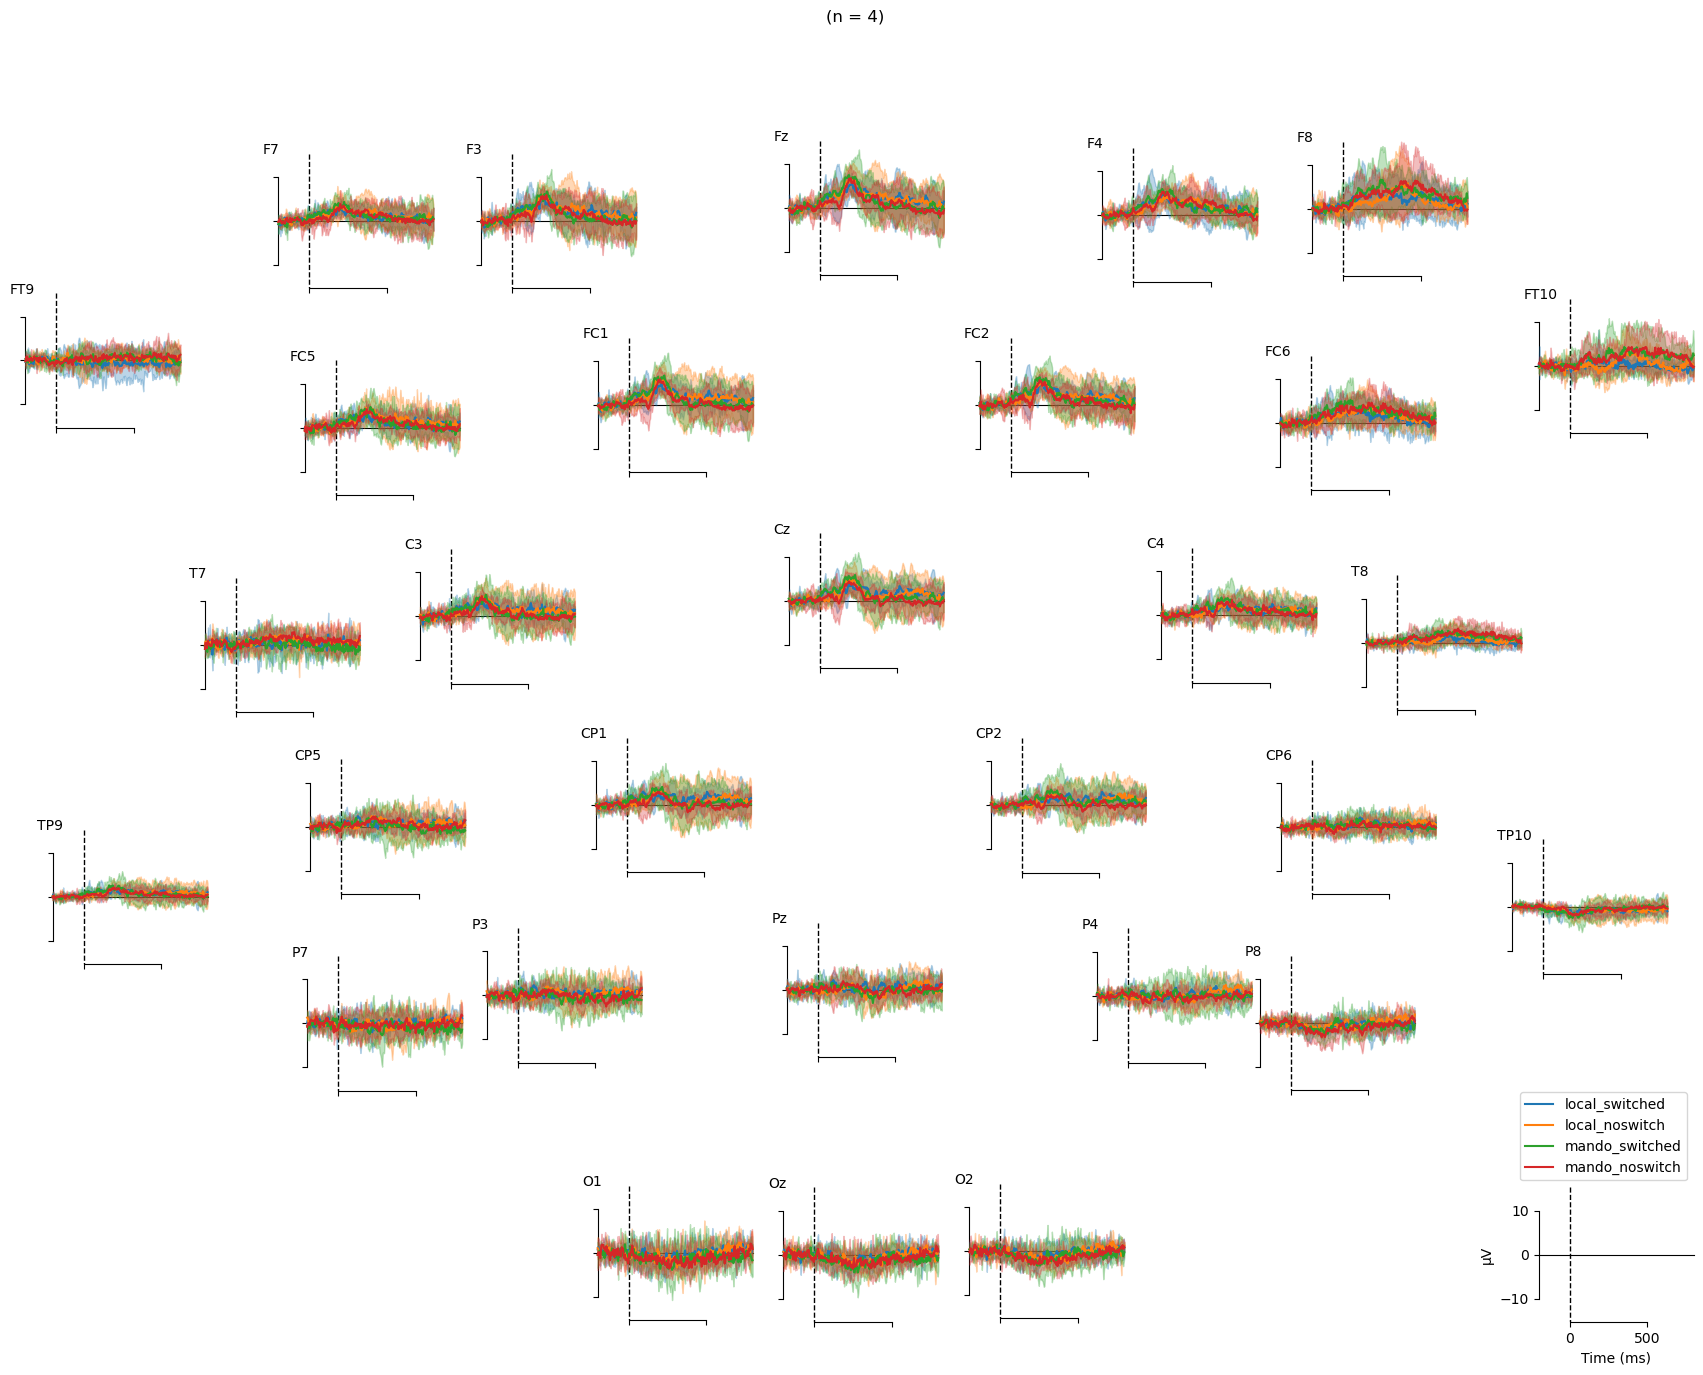 (n = 4)
F7
F3
Fz
F4
F8
FT9
FC5
FC1
FC2
FC6
FT10
T7
C3
Cz
C4
T8
TP9
CP5
CP1
CP2
CP6
TP10
P7
P3
Pz
P4
P8
O1
Oz
O2
local_switched
local_noswitch
mando_switched
mando_noswitch
10
0
−10
µV
0 500
Time (ms)